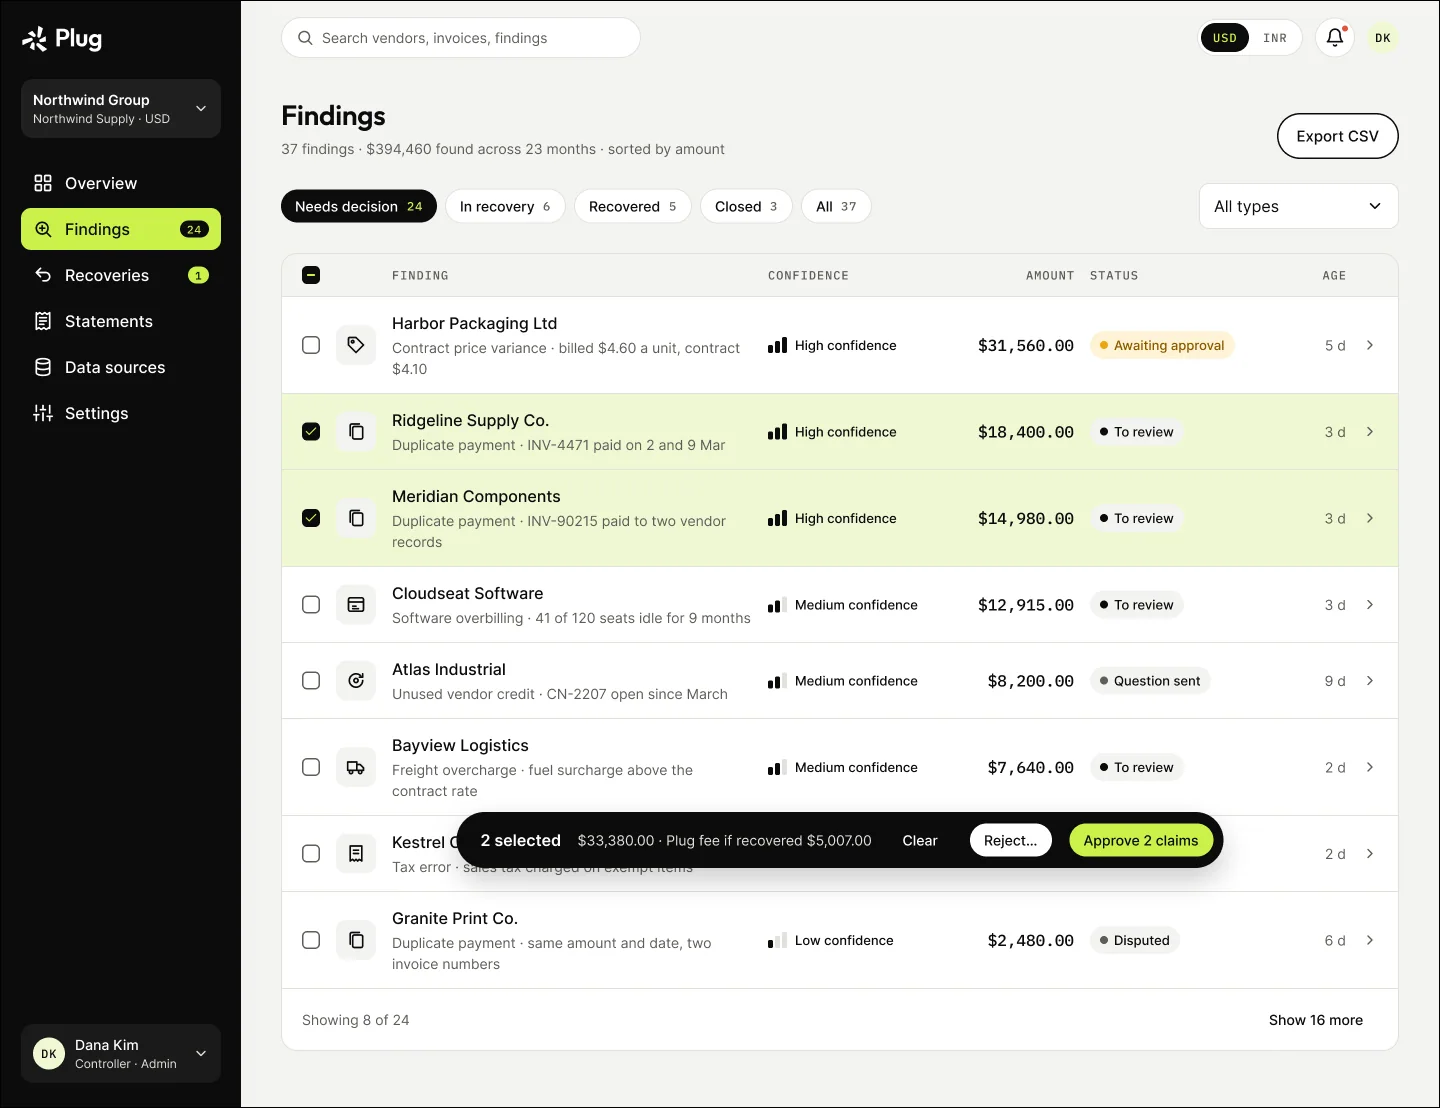 Plug
Northwind Group
Northwind Supply · USD
Overview
Findings 24
Recoveries 1
Statements
Data sources
Settings
DK
Dana Kim
Controller · Admin
Search vendors, invoices, findings
USD INR
DK
Findings
37 findings · $394,460 found across 23 months · sorted by amount
Export CSV
Needs decision 24 In recovery 6 Recovered 5 Closed 3 All 37
All types
FINDING CONFIDENCE AMOUNT STATUS AGE
Harbor Packaging Ltd
Contract price variance · billed $4.60 a unit, contract
$4.10
High confidence $31,560.00 Awaiting approval 5 d
Ridgeline Supply Co.
Duplicate payment · INV-4471 paid on 2 and 9 Mar
High confidence $18,400.00 To review 3 d
Meridian Components
Duplicate payment · INV-90215 paid to two vendor
records
High confidence $14,980.00 To review 3 d
Cloudseat Software
Software overbilling · 41 of 120 seats idle for 9 months
Medium confidence $12,915.00 To review 3 d
Atlas Industrial
Unused vendor credit · CN-2207 open since March
Medium confidence $8,200.00 Question sent 9 d
Bayview Logistics
Freight overcharge · fuel surcharge above the
contract rate
Medium confidence $7,640.00 To review 2 d
Kestrel
Tax error · sales tax charged on exempt items
2 d
2 selected $33,380.00 · Plug fee if recovered $5,007.00 Clear Reject... Approve 2 claims
Granite Print Co.
Duplicate payment · same amount and date, two
invoice numbers
Low confidence $2,480.00 Disputed 6 d
Showing 8 of 24
Show 16 more